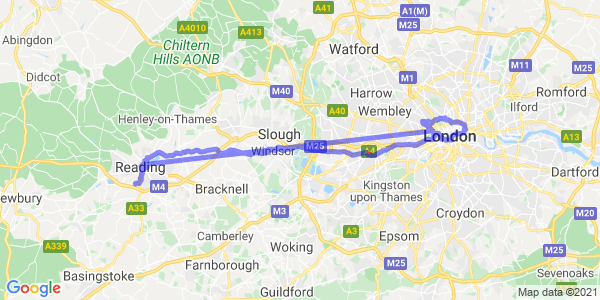 Abingdon
A4010
A413
A41
A1(M)
M25
Watford
Chiltern
Hills AONB
M25
Didcot
M40
Harrow
M1
M11
Romford
Wembley
Ilford
Henley-on-Thames
A40
Slough
London
A13
M25
Windsor
A4
Reading
M4
Bracknell
Kingston
upon Thames
Dartford
ewbury
A33
M3
Croydon
M20
Camberley
A3
Epsom
A339
Woking
M25
Farnborough
Sevenoaks
Basingstoke
Google
Guildford
Map data ©2021